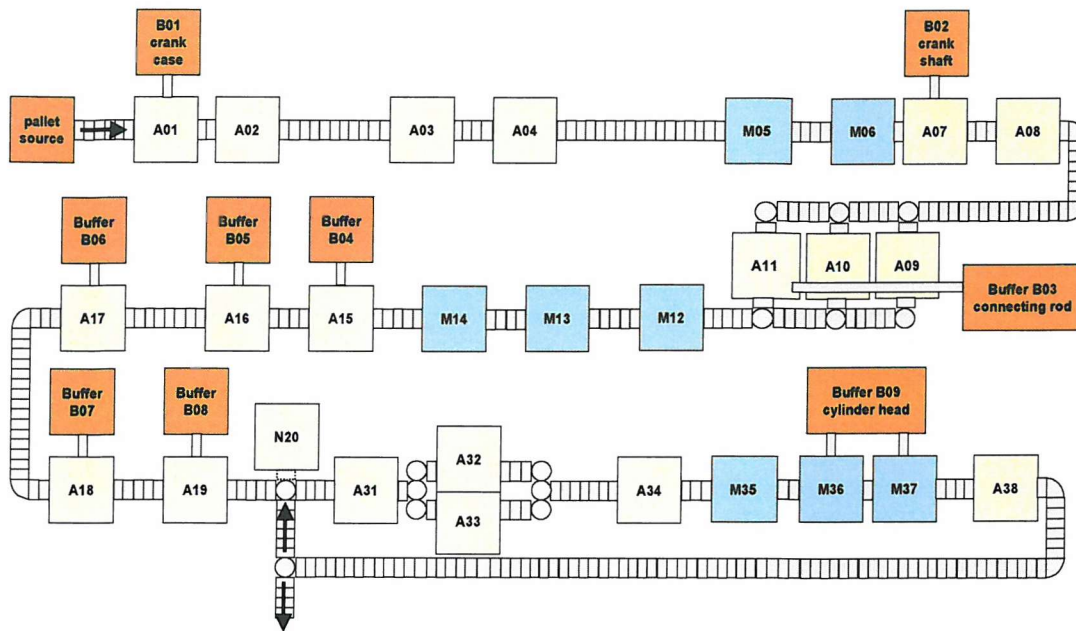 B01
crank
case
B02
crank
shaft
pallet
source
A01
A02
A03
A04
M05
M06
A07
A08
Buffer
B06
Buffer
B05
Buffer
B04
A11
A10
A09
Buffer B03
connecting rod
A17
A16
A15
M14
M13
M12
Buffer
B07
Buffer
B08
N20
A32
Buffer B09
cylinder head
A18
A19
A31
A33
A34
M35
M36
M37
A38